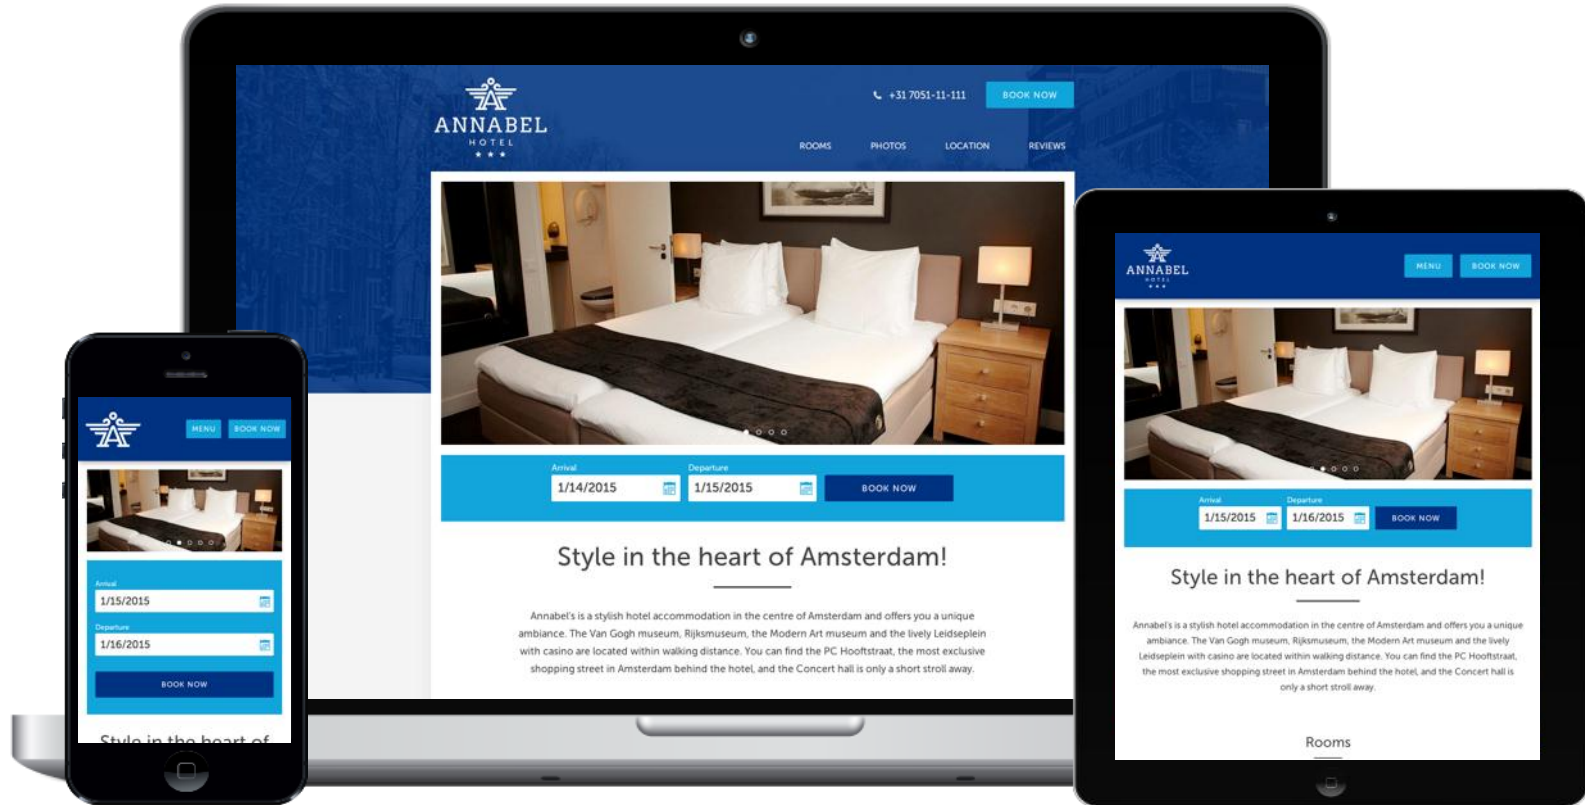 ANNABEL
HOTEL
+31 7051-11-111
BOOK NOW
ROOMS
PHOTOS
LOCATION
REVIEWS
Arrival
Departure
1/14/2015
1/15/2015
BOOK NOW
Style in the heart of Amsterdam!
Annabel's is a stylish hotel accommodation in the centre of Amsterdam and offers you a unique
ambiance. The Van Gogh museum, Rijksmuseum, the Modern Art museum and the lively Leidseplein
with casino are located within walking distance. You can find the PC Hooftstraat, the most exclusive
shopping street in Amsterdam behind the hotel, and the Concert hall is only a short stroll away.
MENU
BOOK NOW
Arrival
1/15/2015
Departure
1/16/2015
BOOK NOW
Style in the heart of
ANNABEL
HOTEL
MENU
BOOK NOW
Arrival
Departure
1/15/2015
1/16/2015
BOOK NOW
Style in the heart of Amsterdam!
Annabel's is a stylish hotel accommodation in the centre of Amsterdam and offers you a unique
ambiance. The Van Gogh museum, Rijksmuseum, the Modern Art museum and the lively
Leidseplein with casino are located within walking distance. You can find the PC Hooftstraat,
the most exclusive shopping street in Amsterdam behind the hotel, and the Concert hall is
only a short stroll away.
Rooms